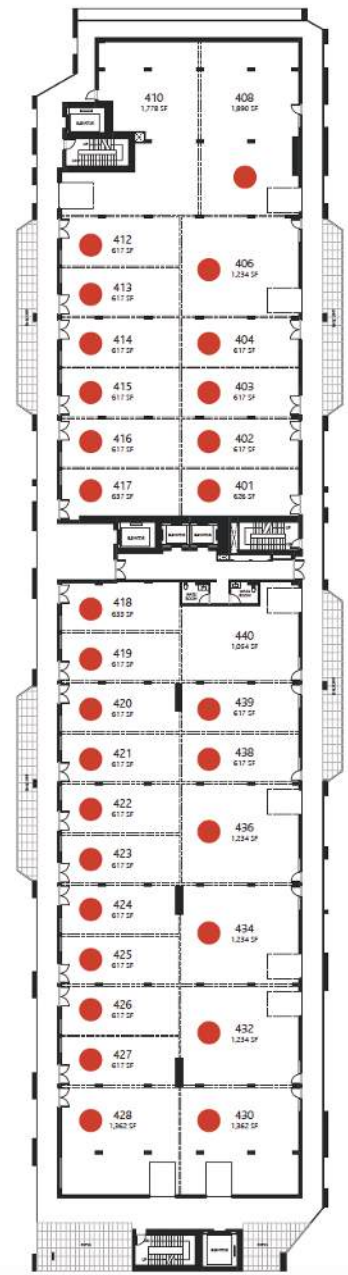 410
1,778 SF
408
1,890 SF
ELEVATOR
UP
412
617 SF
406
1,234 SF
413
617 SF
414
617 SF
404
617 SF
415
617 SF
403
617 SF
416
617 SF
402
617 SF
417
637 SF
401
626 SF
ELEVATOR
ELEVATOR
ELEVATOR
UP
418
633 SF
440
1,054 SF
419
617 SF
420
617 SF
439
617 SF
421
617 SF
438
617 SF
422
617 SF
436
1,234 SF
423
617 SF
424
617 SF
434
1,234 SF
425
617 SF
426
617 SF
432
1,234 SF
427
617 SF
428
1,362 SF
430
1,362 SF
UP
ELEVATOR